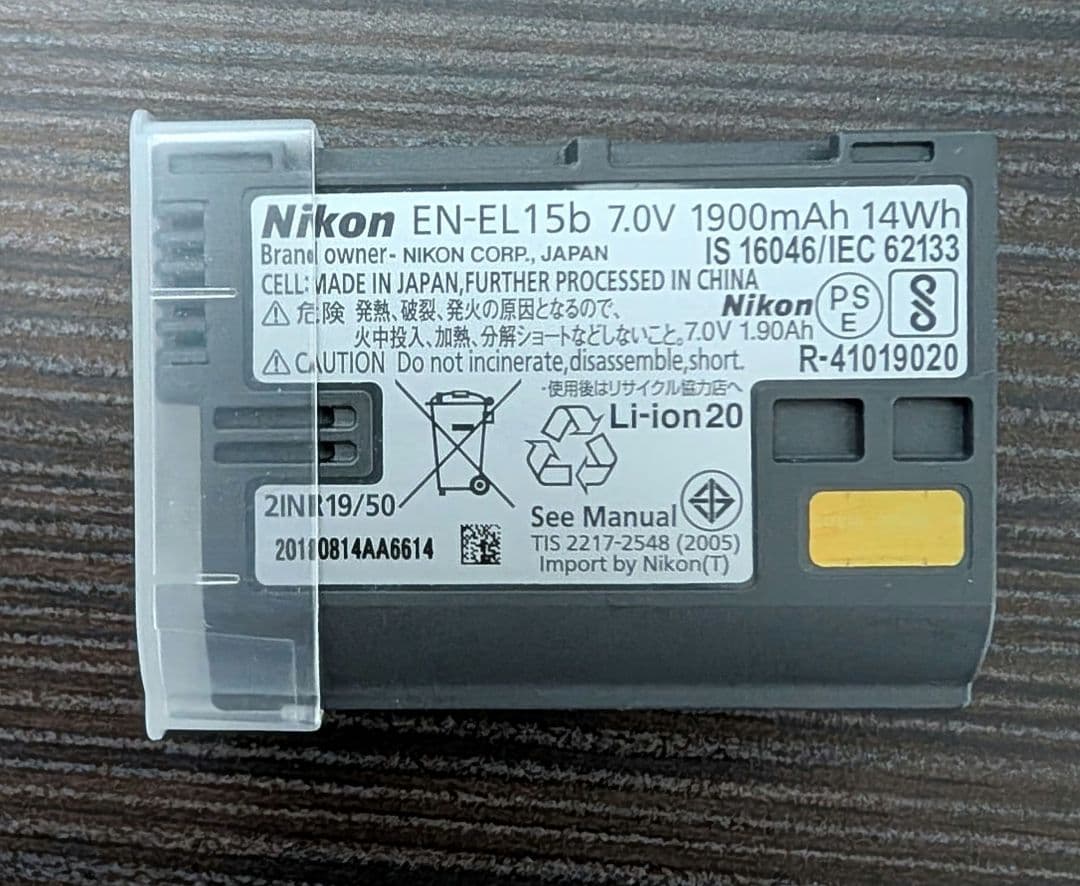 Nikon EN-EL15b 7.0V 1900mAh 14Wh
Brand owner- NIKON CORP., JAPAN IS 16046/IEC 62133
CELL:MADE IN JAPAN,FURTHER PROCESSED IN CHINA
⚠危険 発熱、破裂、発火の原因となるので、 Nikon PSE
火中投入、加熱、分解ショートなどしないこと。7.0V 1.90Ah
⚠CAUTION Do not incinerate,disassemble,short. R-41019020
・使用後はリサイクル協力店へ
Li-ion20
2INR19/50
See Manual
20180814AA6614
TIS 2217-2548 (2005)
Import by Nikon(T)